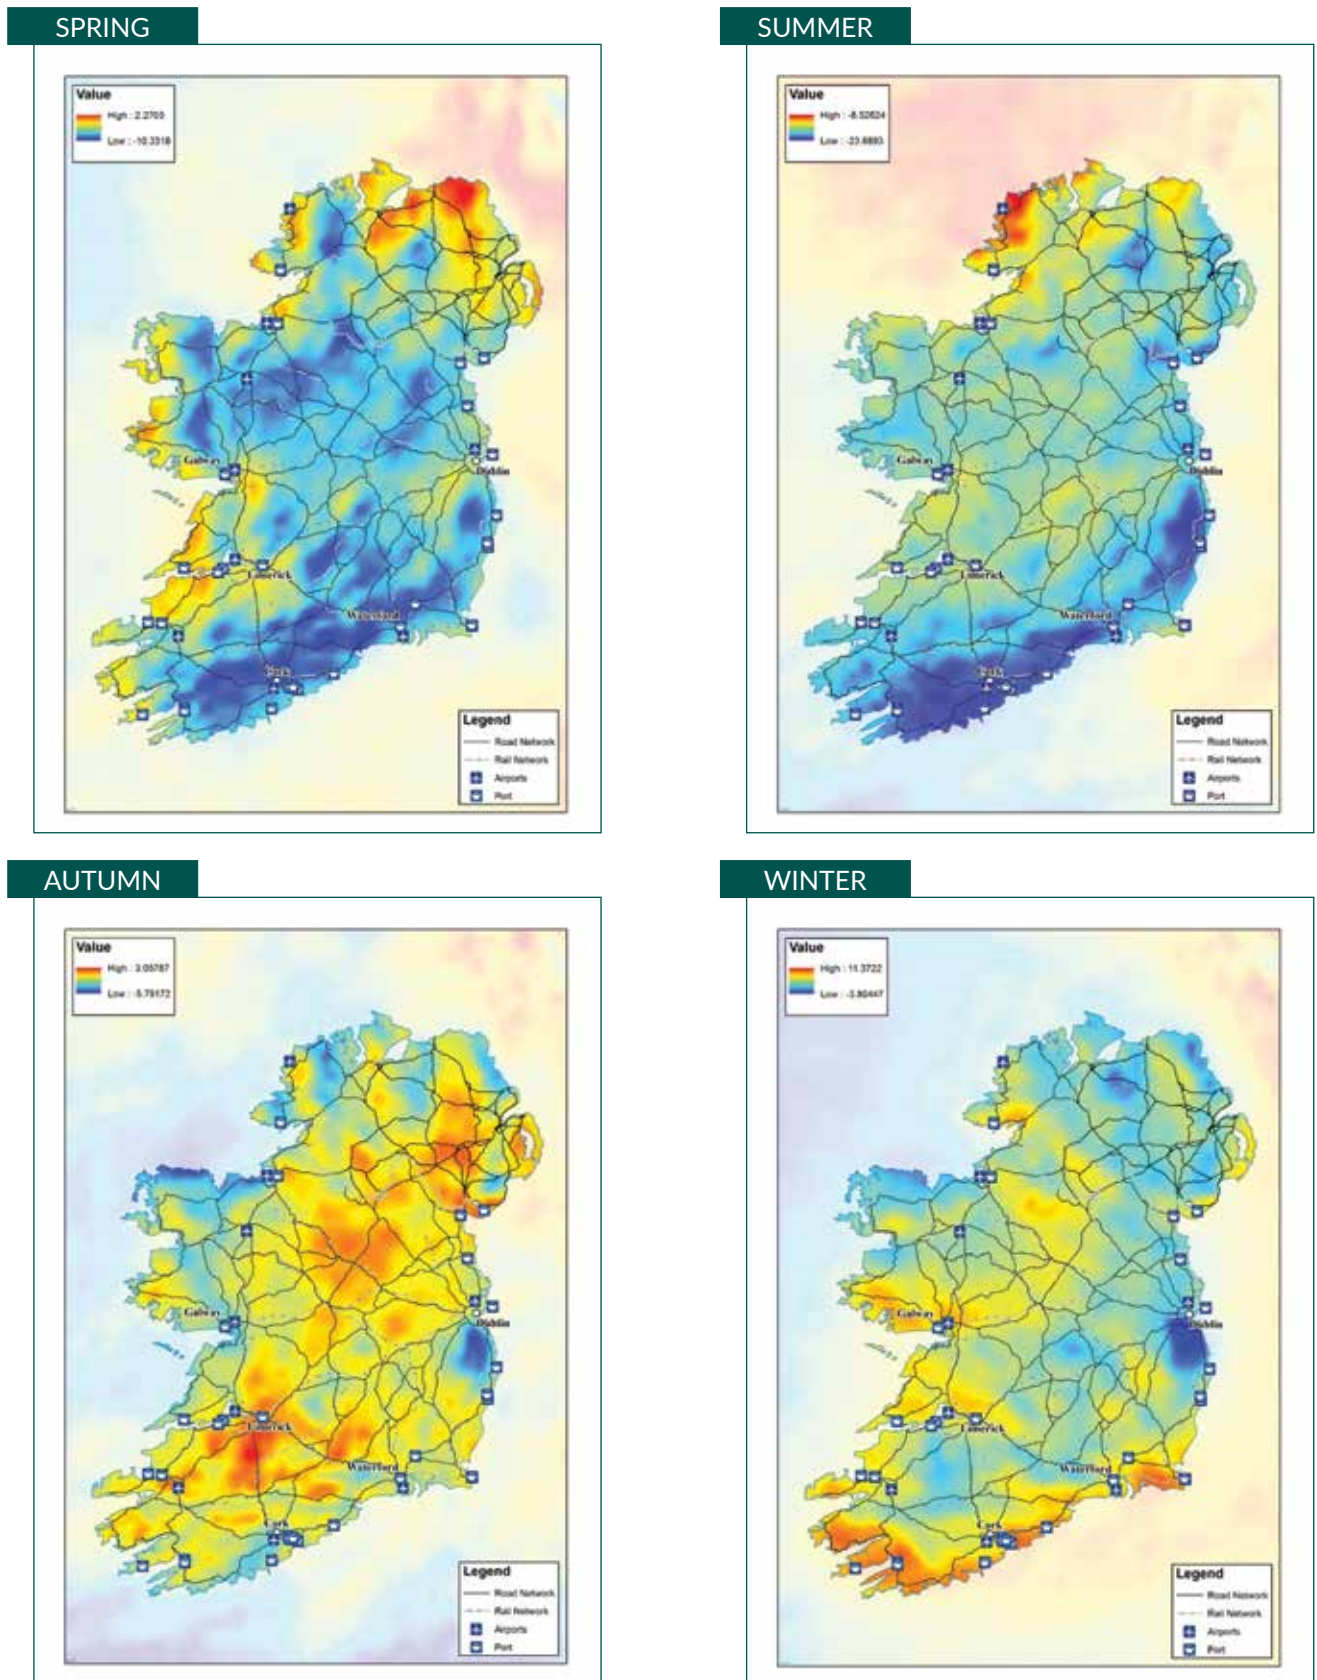 SPRING
Value
High : 2.2703
Low : -10.3318
Galway
Dublin
Limerick
Waterford
Cork
Legend
Road Network
Rail Network
Airports
Port
SUMMER
Value
High : -8.52624
Low : -23.6893
Galway
Dublin
Limerick
Waterford
Cork
Legend
Road Network
Rail Network
Airports
Port
AUTUMN
Value
High : 3.05787
Low : -5.79172
Galway
Dublin
Limerick
Waterford
Cork
Legend
Road Network
Rail Network
Airports
Port
WINTER
Value
High : 11.3722
Low : -3.80447
Galway
Dublin
Limerick
Waterford
Cork
Legend
Road Network
Rail Network
Airports
Port